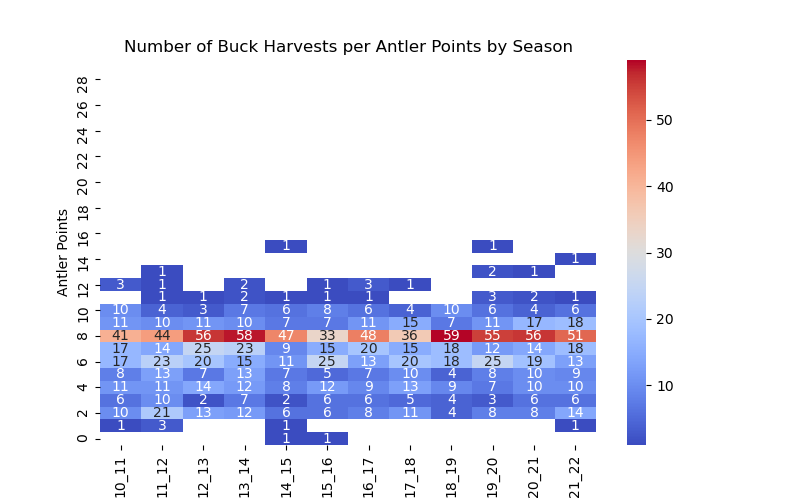 Number of Buck Harvests per Antler Points by Season
Antler Points
28
26
24
22
20
18
16
1 1
14 1
1 2 1
12 3 1 2 1 3 1
1 1 2 1 1 1 3 2 1
10 10 4 3 7 6 8 6 4 10 6 4 6
11 10 11 10 7 7 11 15 7 11 17 18
8 41 44 56 58 47 33 48 36 59 55 56 51
17 14 25 23 9 15 20 15 18 12 14 18
6 17 23 20 15 11 25 13 20 18 25 19 13
8 13 7 13 7 5 7 10 4 8 10 9
4 11 11 14 12 8 12 9 13 9 7 10 10
6 10 2 7 2 6 6 5 4 3 6 6
2 10 21 13 12 6 6 8 11 4 8 8 14
1 3 1 1
0 1 1
10_11 11_12 12_13 13_14 14_15 15_16 16_17 17_18 18_19 19_20 20_21 21_22
50
40
30
20
10